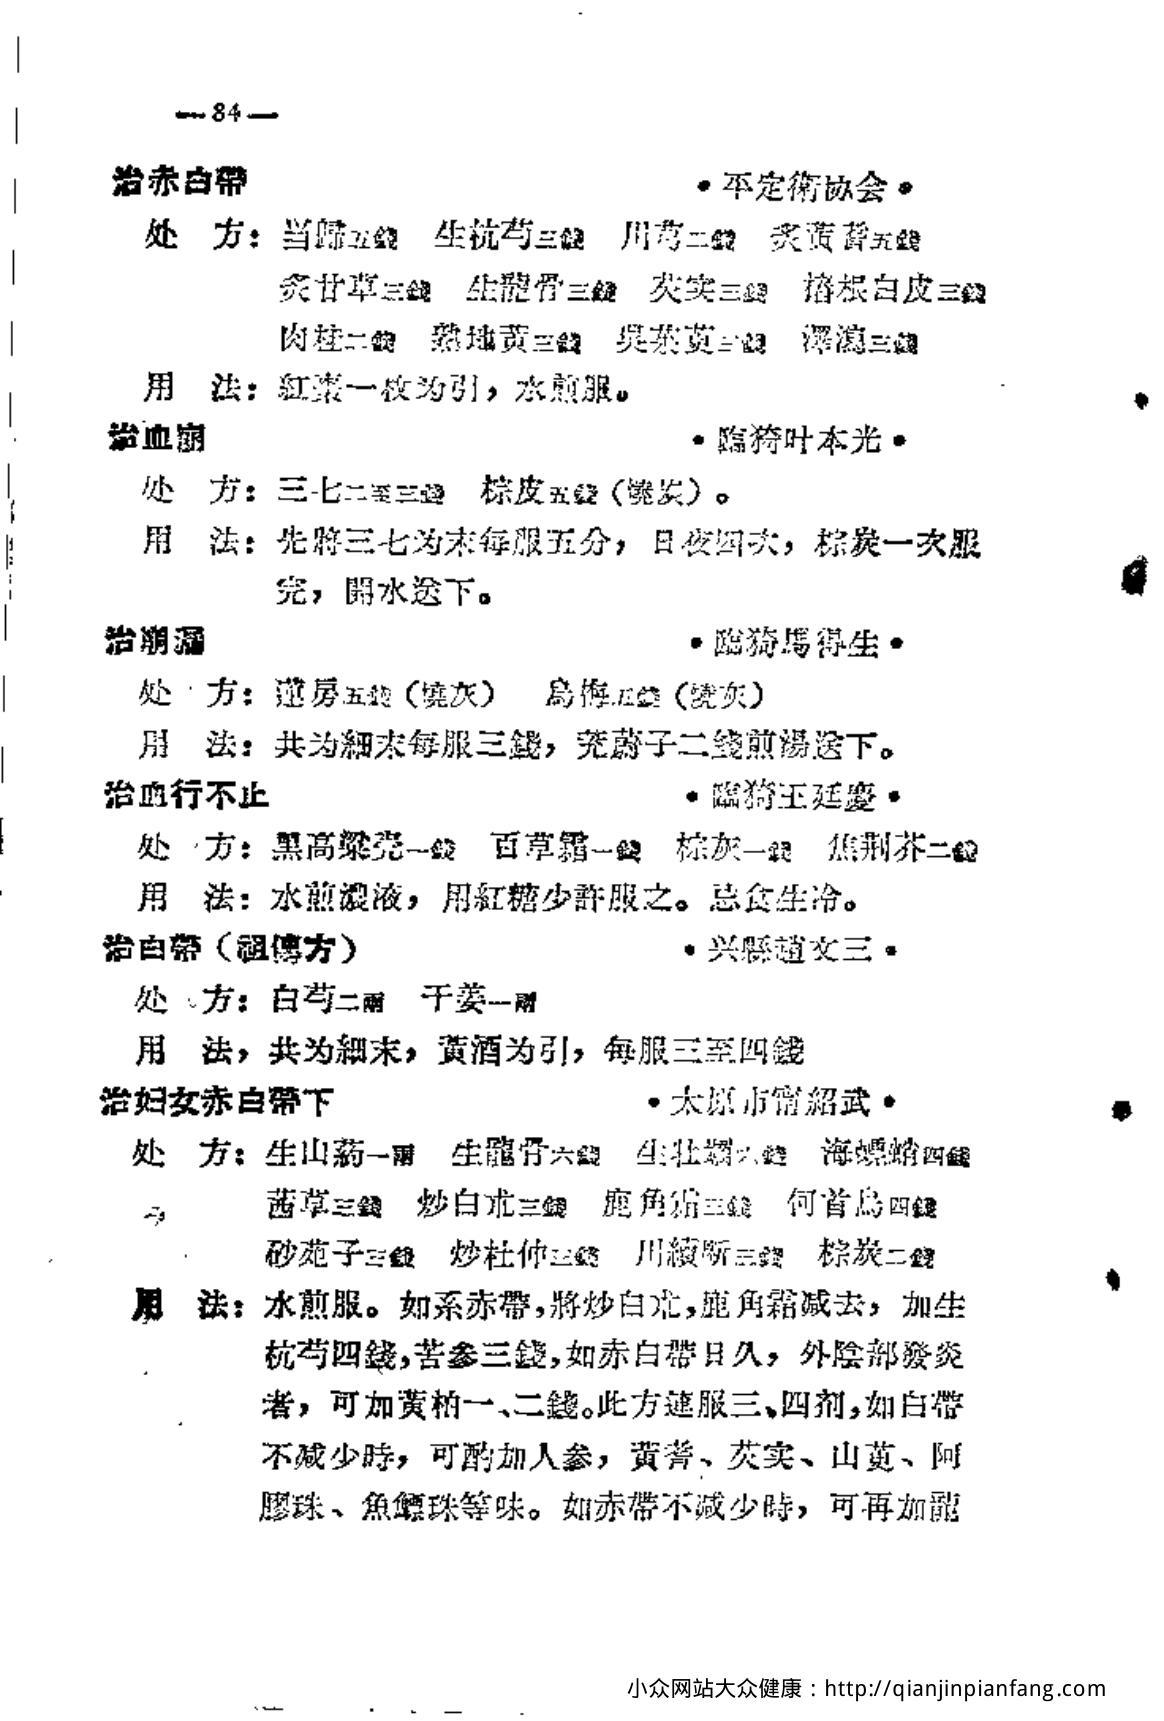 —84—
治赤白帶 •平定衛协会•
处 方：当歸五錢 生杭芍三錢 川芎二錢 炙黃耆五錢
炙甘草三錢 生龍骨三錢 芡实三錢 椿根白皮三錢
肉桂二錢 熟地黃三錢 吳茱萸二錢 澤瀉三錢
用 法：紅棗一枚为引，水煎服。
治血崩 •臨猗叶本光•
处 方：三七二至三錢 棕皮五錢（燒炭）。
用 法：先將三七为末每服五分，日夜四次，棕炭一次服
完，開水送下。
治崩漏 •臨猗馬得生•
处 方：蓮房五錢（燒灰） 烏梅五錢（燒灰）
用 法：共为細末每服三錢，茺蔚子二錢煎湯送下。
治血行不止 •臨猗王廷慶•
处 方：黑高粱壳一錢 百草霜一錢 棕灰一錢 焦荆芥二錢
用 法：水煎濃液，用紅糖少許服之。忌食生冷。
治白帶（祖傳方） •兴縣趙文三•
处 方：白芍二兩 干姜一兩
用 法，共为細末，黃酒为引，每服三至四錢
治妇女赤白帶下 •太原市甯紹武•
处 方：生山葯一兩 生龍骨六錢 生牡蠣六錢 海螵蛸四錢
茜草三錢 炒白朮三錢 鹿角霜三錢 何首烏四錢
砂苑子三錢 炒杜仲三錢 川續断三錢 棕炭二錢
用 法：水煎服。如系赤帶，將炒白朮，鹿角霜减去，加生
杭芍四錢，苦参三錢，如赤白帶日久，外陰部發炎
者，可加黃柏一、二錢。此方連服三、四剂，如白帶
不减少時，可酌加人参，黃耆、芡实、山萸、阿
膠珠、魚鰾珠等味。如赤帶不减少時，可再加龍
小众网站大众健康：http://qianjinpianfang.com